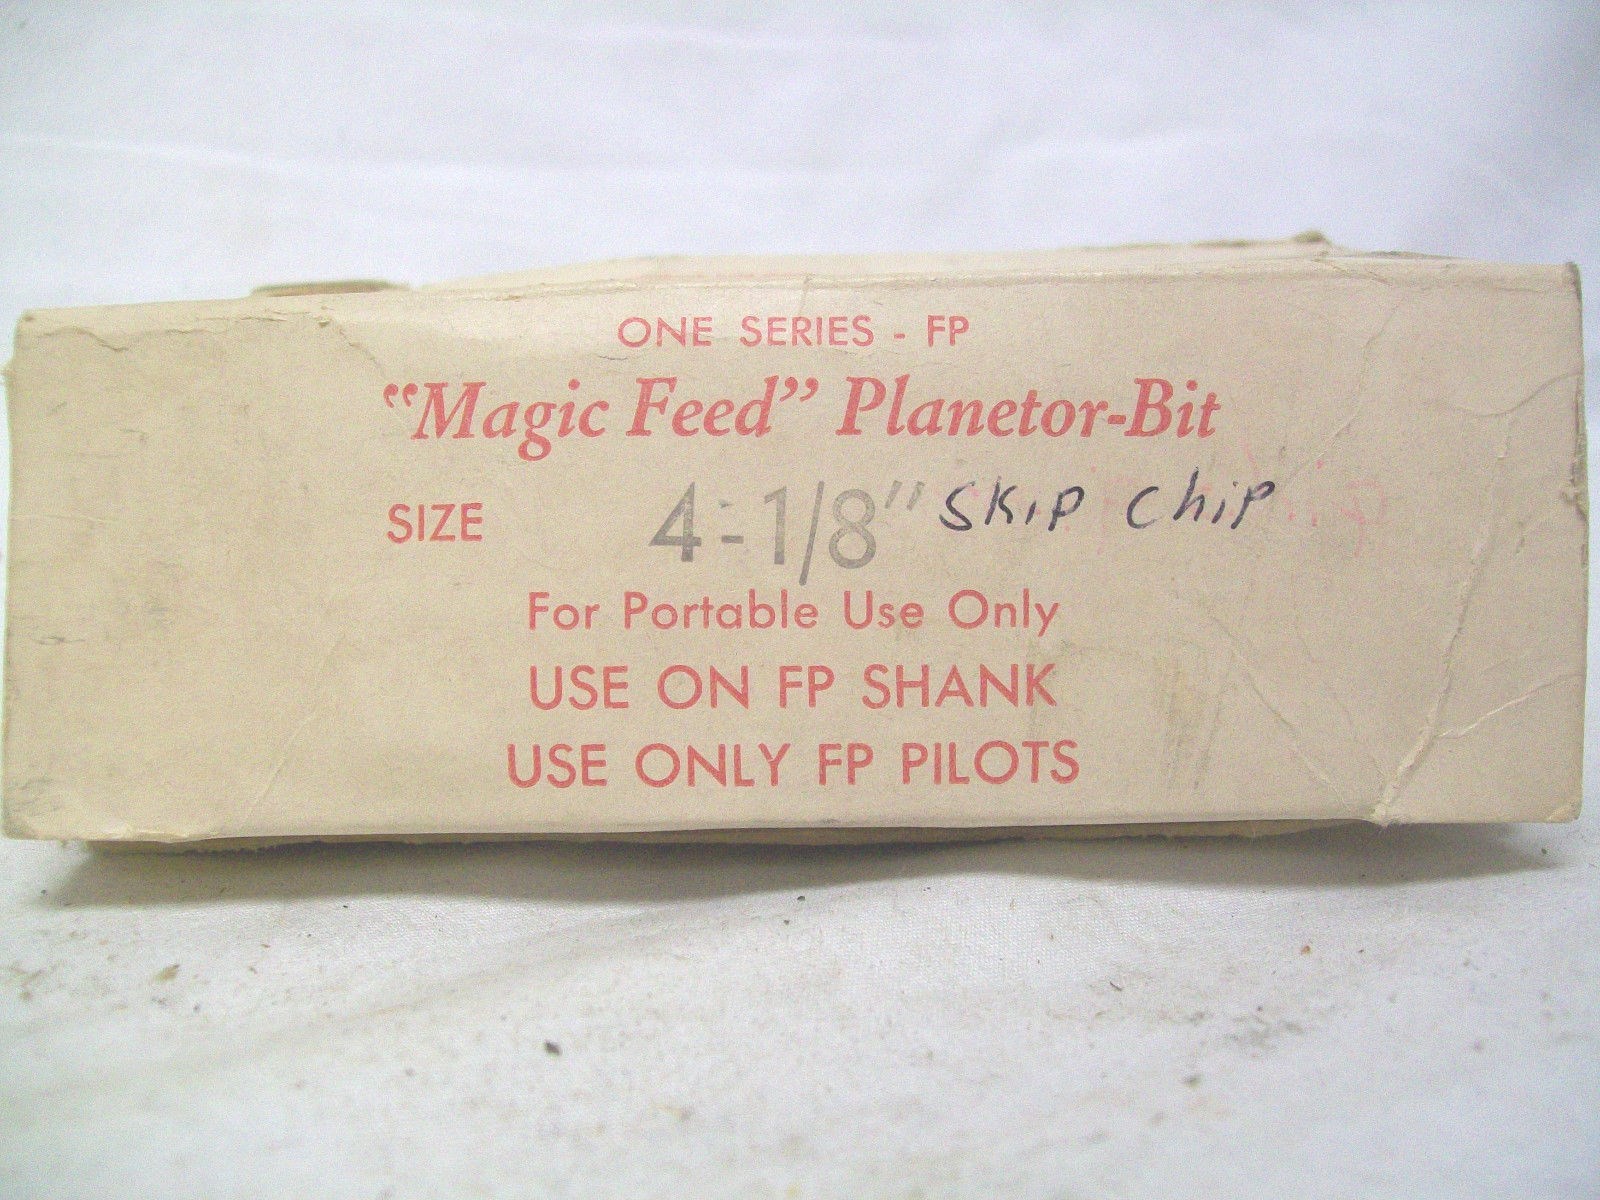 ONE SERIES - FP
“Magic Feed” Planetor-Bit
SIZE 4-1/8" SKIP ChiP
For Portable Use Only
USE ON FP SHANK
USE ONLY FP PILOTS